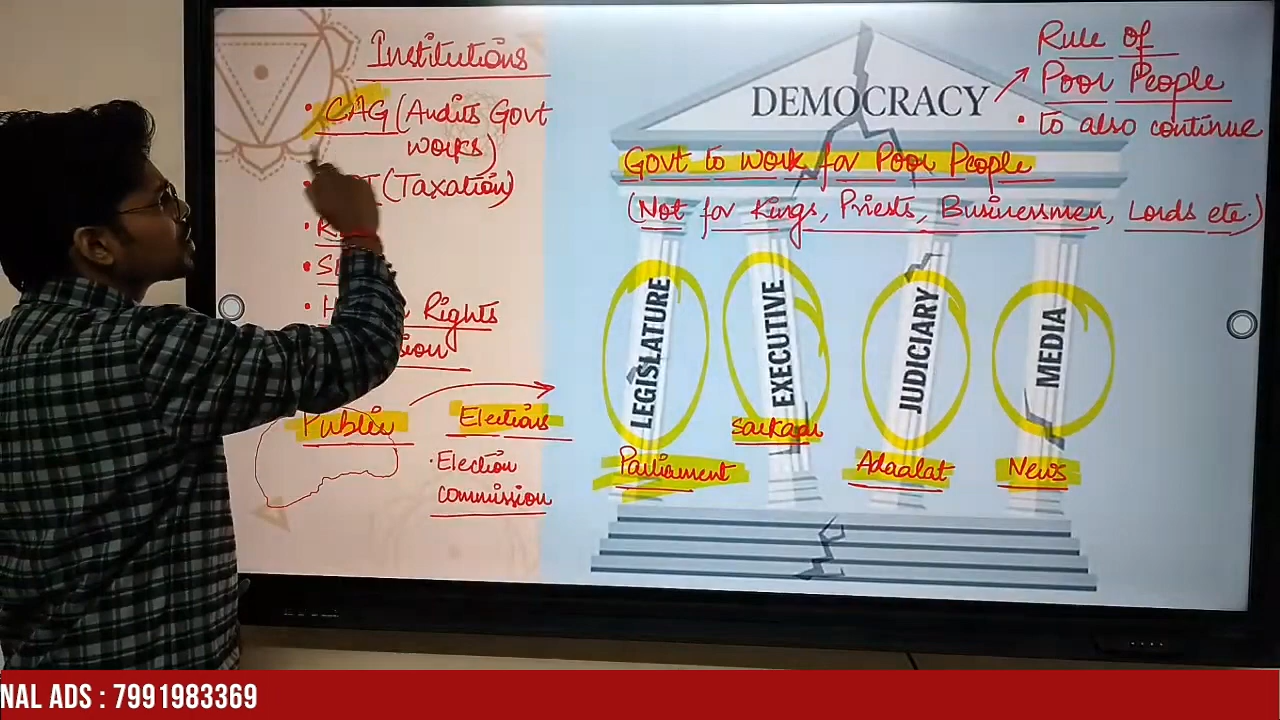 Institutions
• CAG (Audits Govt
works)
(Taxation)
Rights
Public
Elections
• Election
commission
DEMOCRACY
Rule of
Poor People
• to also continue
Govt to work for Poor People
(Not for Kings, Priests, Businessmen, Lords etc.)
LEGISLATURE
EXECUTIVE
JUDICIARY
MEDIA
Parliament
Sarkaar
Adaalat
News
NAL ADS : 7991983369